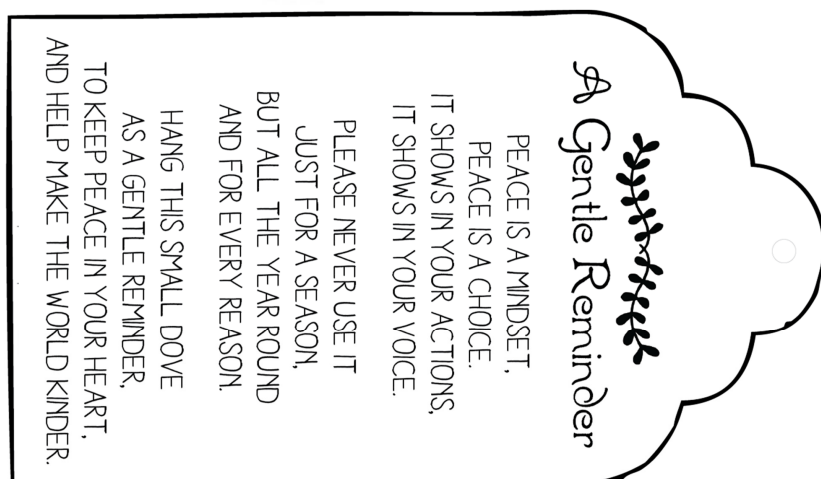 A Gentle Reminder
PEACE IS A MINDSET,
PEACE IS A CHOICE.
IT SHOWS IN YOUR ACTIONS,
IT SHOWS IN YOUR VOICE.
PLEASE NEVER USE IT
JUST FOR A SEASON,
BUT ALL THE YEAR ROUND
AND FOR EVERY REASON.
HANG THIS SMALL DOVE
AS A GENTLE REMINDER,
TO KEEP PEACE IN YOUR HEART,
AND HELP MAKE THE WORLD KINDER.